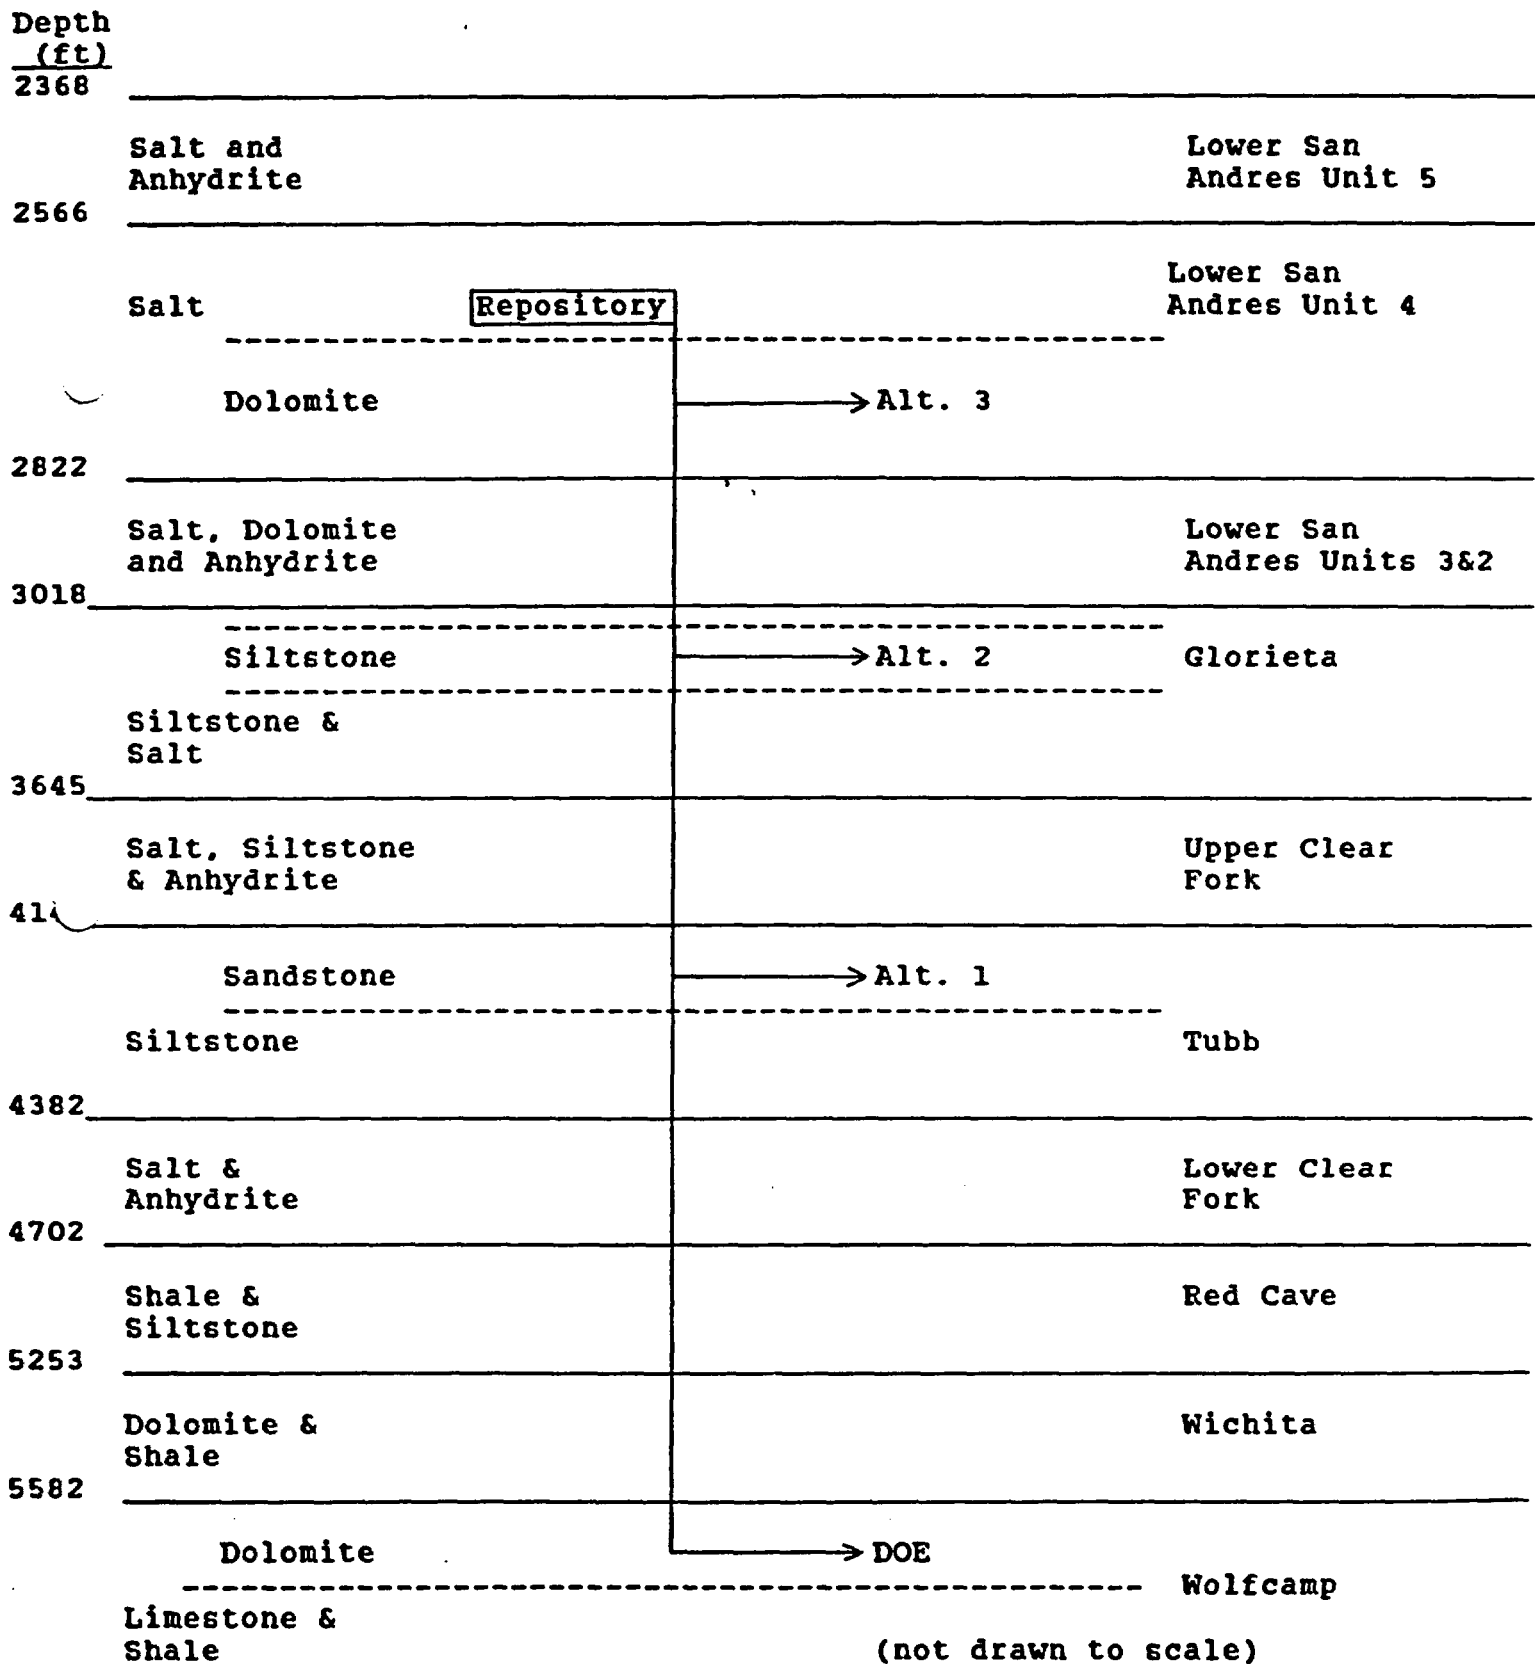 Depth
(ft)
2368
Salt and
Anhydrite
Lower San
Andres Unit 5
2566
Salt
Repository
Lower San
Andres Unit 4
Dolomite
Alt. 3
2822
Salt, Dolomite
and Anhydrite
Lower San
Andres Units 3&2
3018
Siltstone
Alt. 2
Glorieta
Siltstone &
Salt
3645
Salt, Siltstone
& Anhydrite
Upper Clear
Fork
Sandstone
Alt. 1
Siltstone
Tubb
4382
Salt &
Anhydrite
Lower Clear
Fork
4702
Shale &
Siltstone
Red Cave
5253
Dolomite &
Shale
Wichita
5582
Dolomite
DOE
Wolfcamp
Limestone &
Shale
(not drawn to scale)